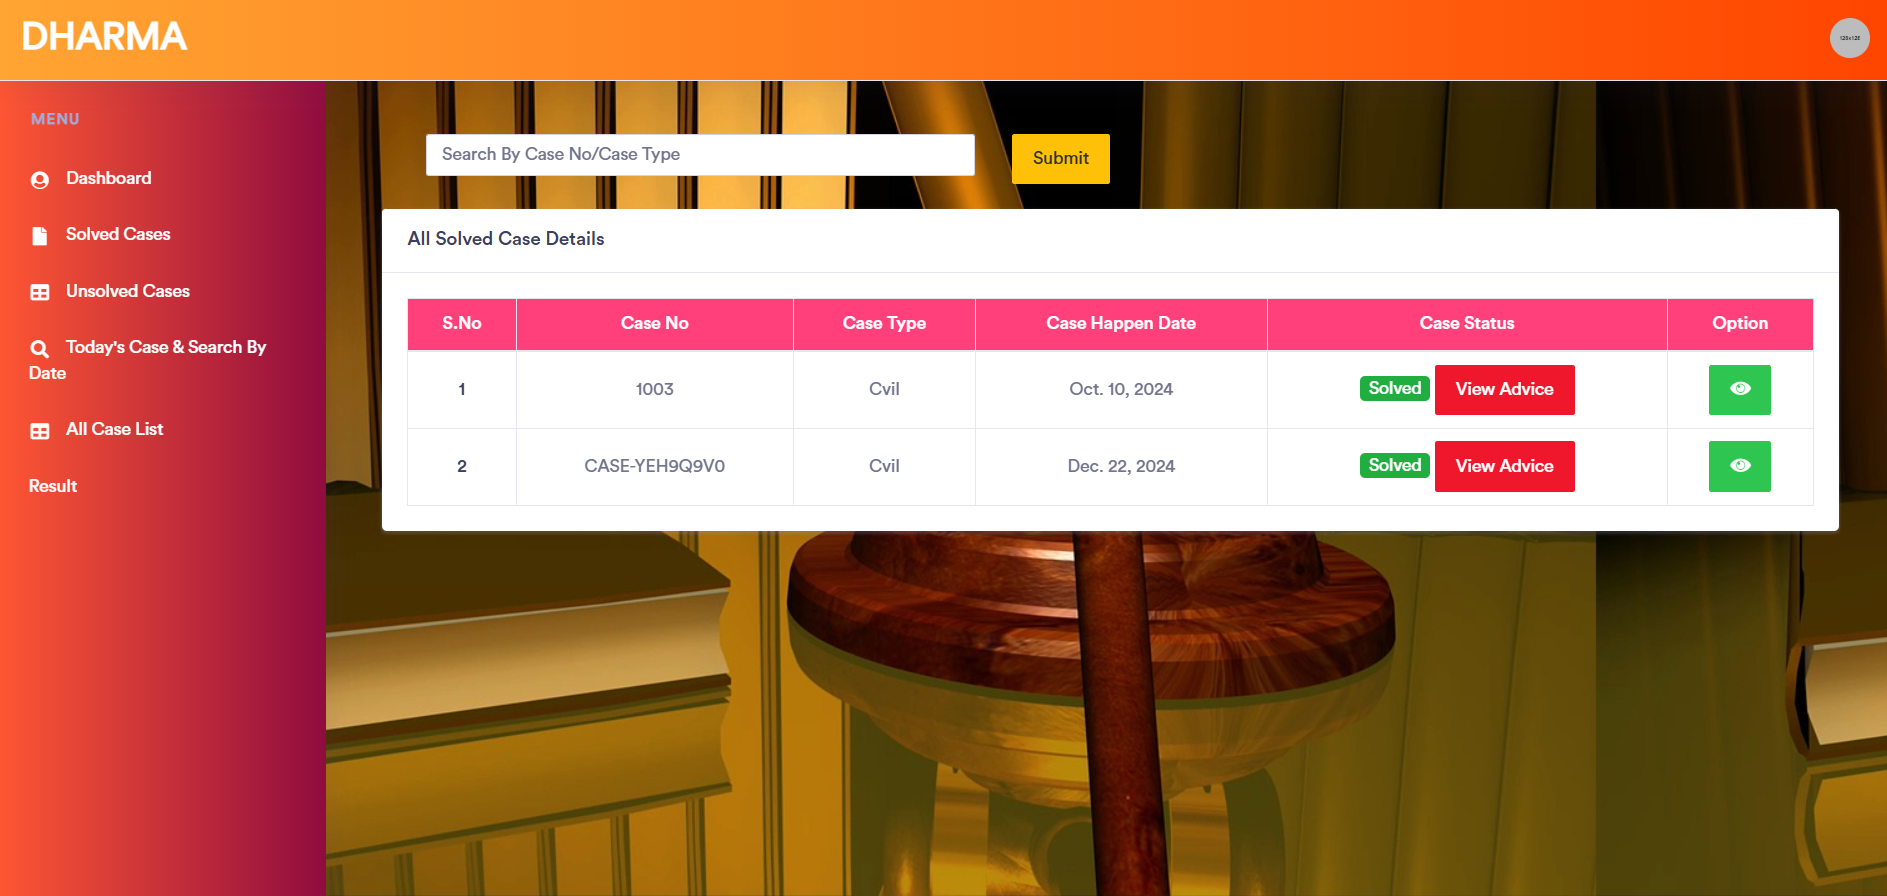 DHARMA
128x128
MENU
Dashboard
Solved Cases
Unsolved Cases
Today's Case & Search By
Date
All Case List
Result
Search By Case No/Case Type
Submit
All Solved Case Details
S.No Case No Case Type Case Happen Date Case Status Option
1 1003 Cvil Oct. 10, 2024 Solved View Advice
2 CASE-YEH9Q9V0 Cvil Dec. 22, 2024 Solved View Advice